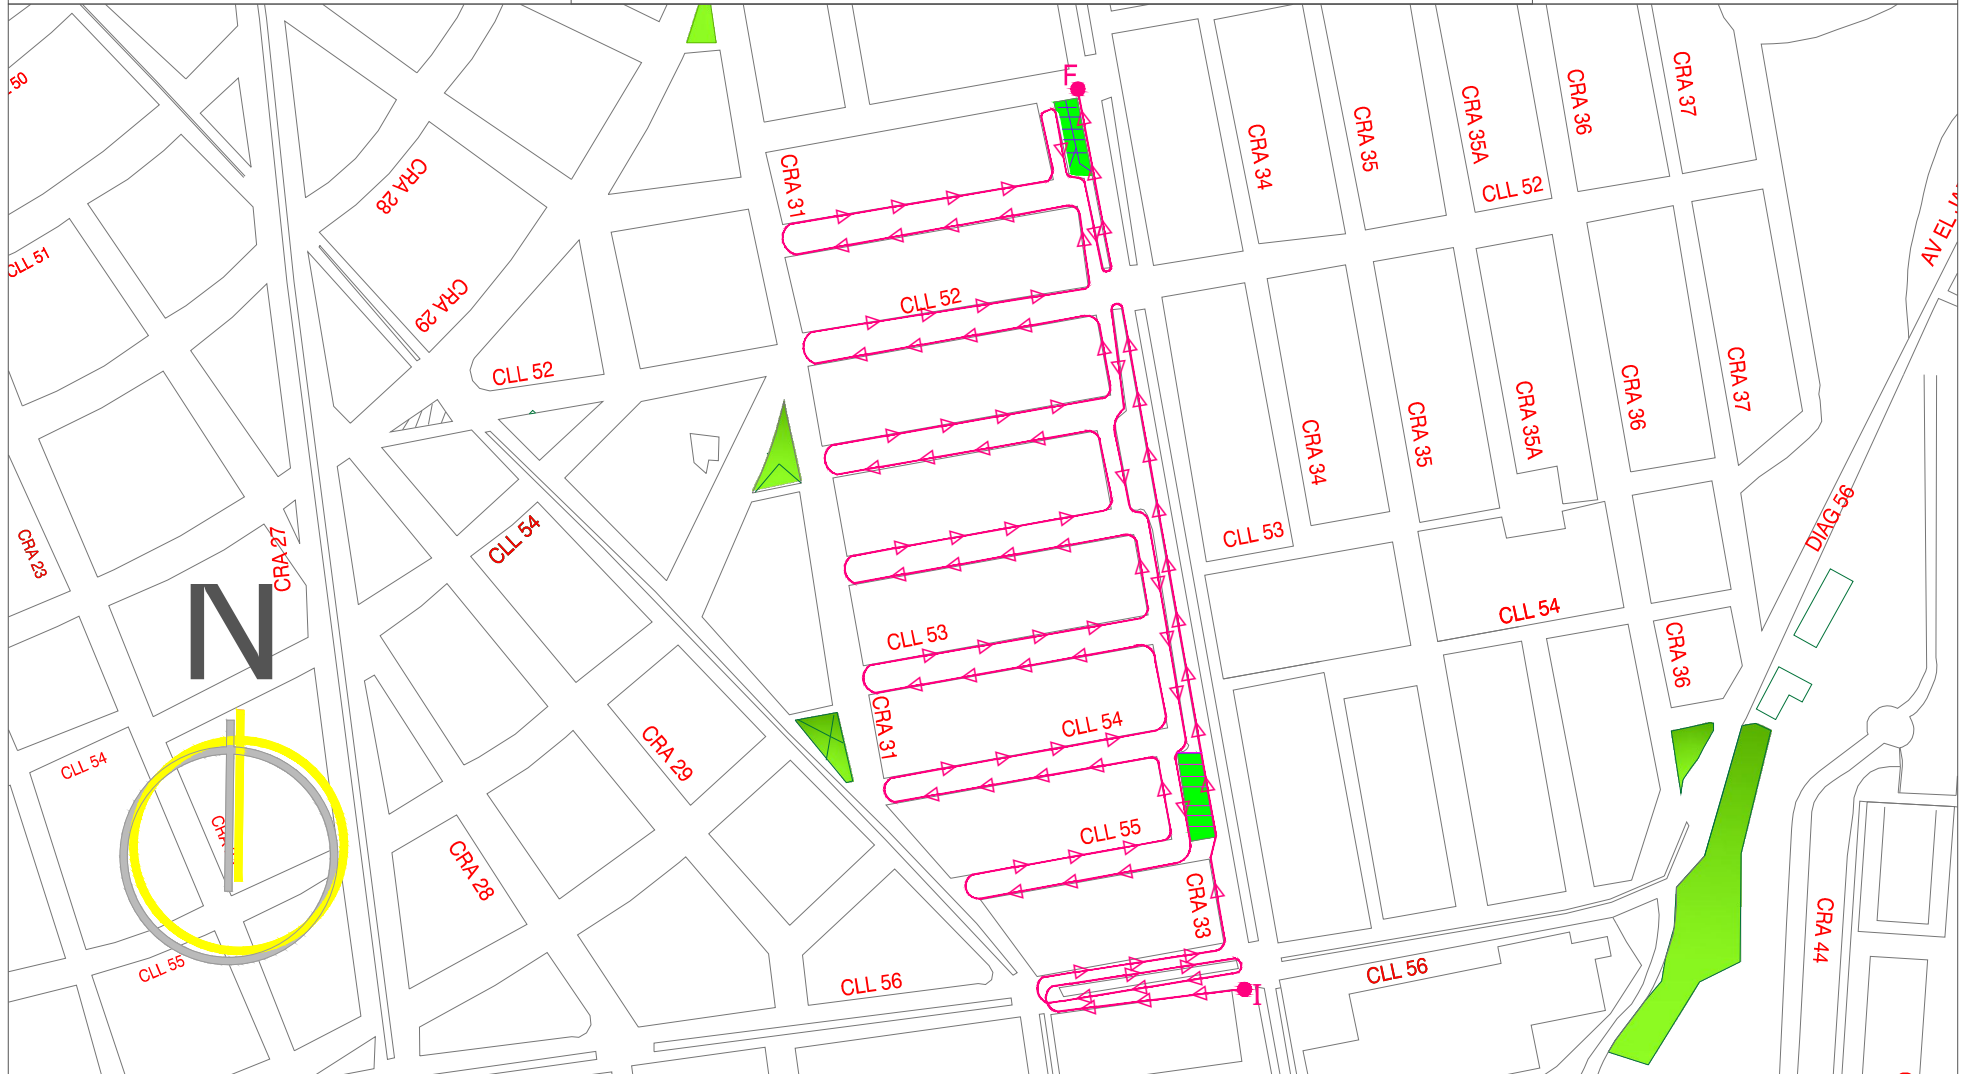 50
F
CRA 37
CRA 36
CRA 35A
CRA 35
CRA 34
CRA 31
CRA 28
CLL 52
CLL 51
AV EL
CRA 29
CLL 52
CLL 52
CRA 37
CRA 36
CRA 35A
CRA 35
CRA 34
DIAG 56
CLL 54
CLL 53
CRA 23
CRA 27
CLL 54
CLL 53
CRA 36
N
CRA 31
CLL 54
CRA 29
CLL 54
CLL 55
CRA
CRA 28
CRA 33
CRA 44
CLL 55
CLL 56
CLL 56
I